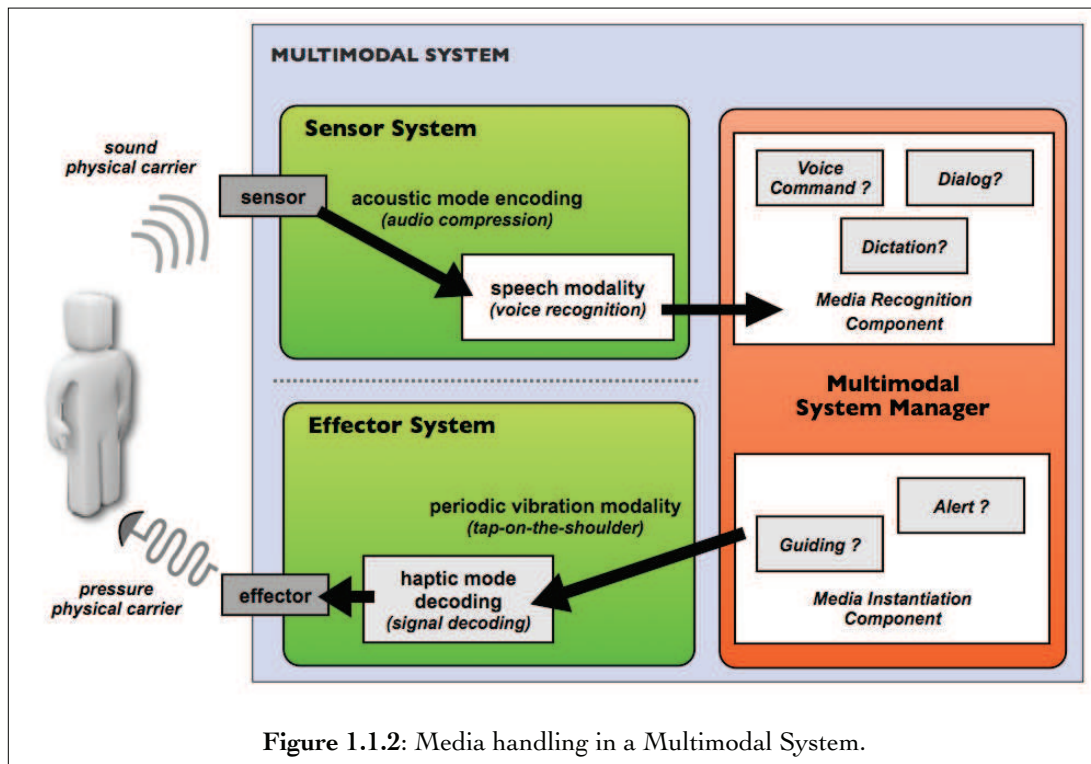 MULTIMODAL SYSTEM
Sensor System
sound
physical carrier
sensor
acoustic mode encoding
(audio compression)
speech modality
(voice recognition)
Voice
Command ?
Dialog?
Dictation?
Media Recognition
Component
Multimodal
System Manager
Effector System
periodic vibration modality
(tap-on-the-shoulder)
Alert ?
Guiding ?
Media Instantiation
Component
haptic mode
decoding
(signal decoding)
effector
pressure
physical carrier
Figure 1.1.2: Media handling in a Multimodal System.